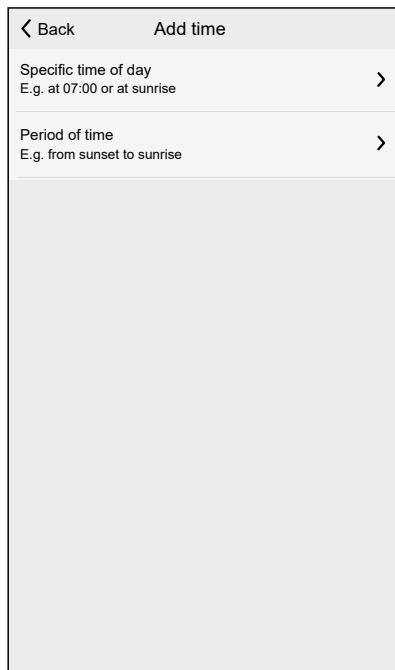 Back
Add time
Specific time of day
E.g. at 07:00 or at sunrise
Period of time
E.g. from sunset to sunrise